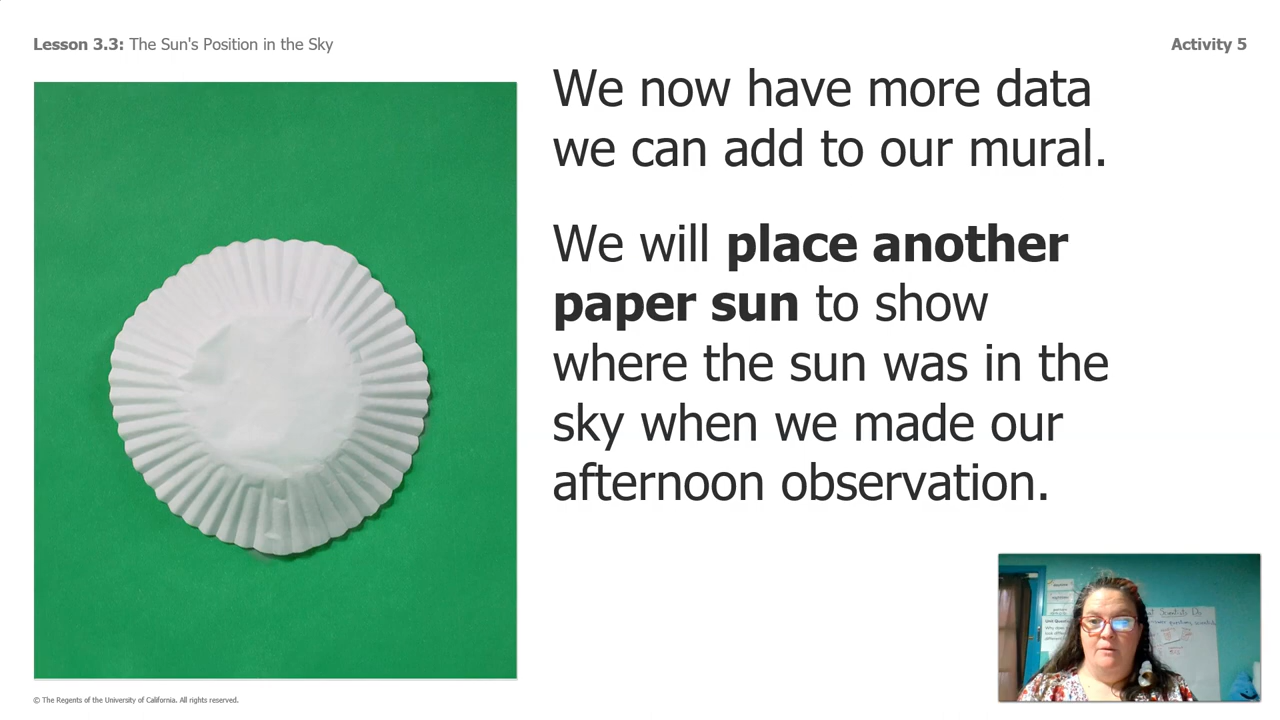 Lesson 3.3: The Sun's Position in the Sky
Activity 5
We now have more data
we can add to our mural.
We will place another
paper sun to show
where the sun was in the
sky when we made our
afternoon observation.
© The Regents of the University of California. All rights reserved.